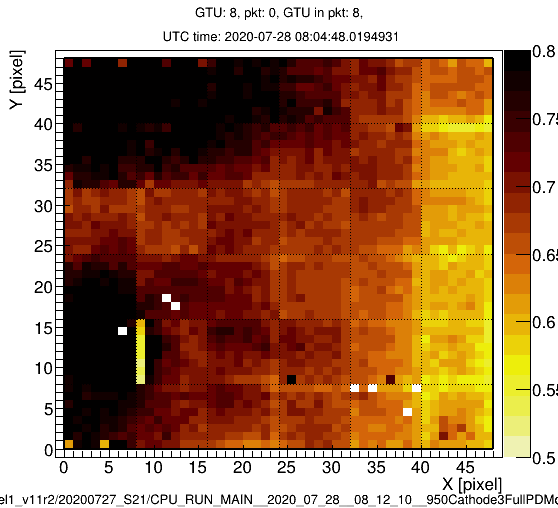 GTU: 8, pkt: 0, GTU in pkt: 8,
UTC time: 2020-07-28 08:04:48.0194931
Y [pixel]
45
40
35
30
25
20
15
10
5
0
0 5 10 15 20 25 30 35 40 45
X [pixel]
0.8
0.75
0.7
0.65
0.6
0.55
0.5
el1_v11r2/20200727_S21/CPU_RUN_MAIN__2020_07_28__08_12_10__950Cathode3FullPDMo